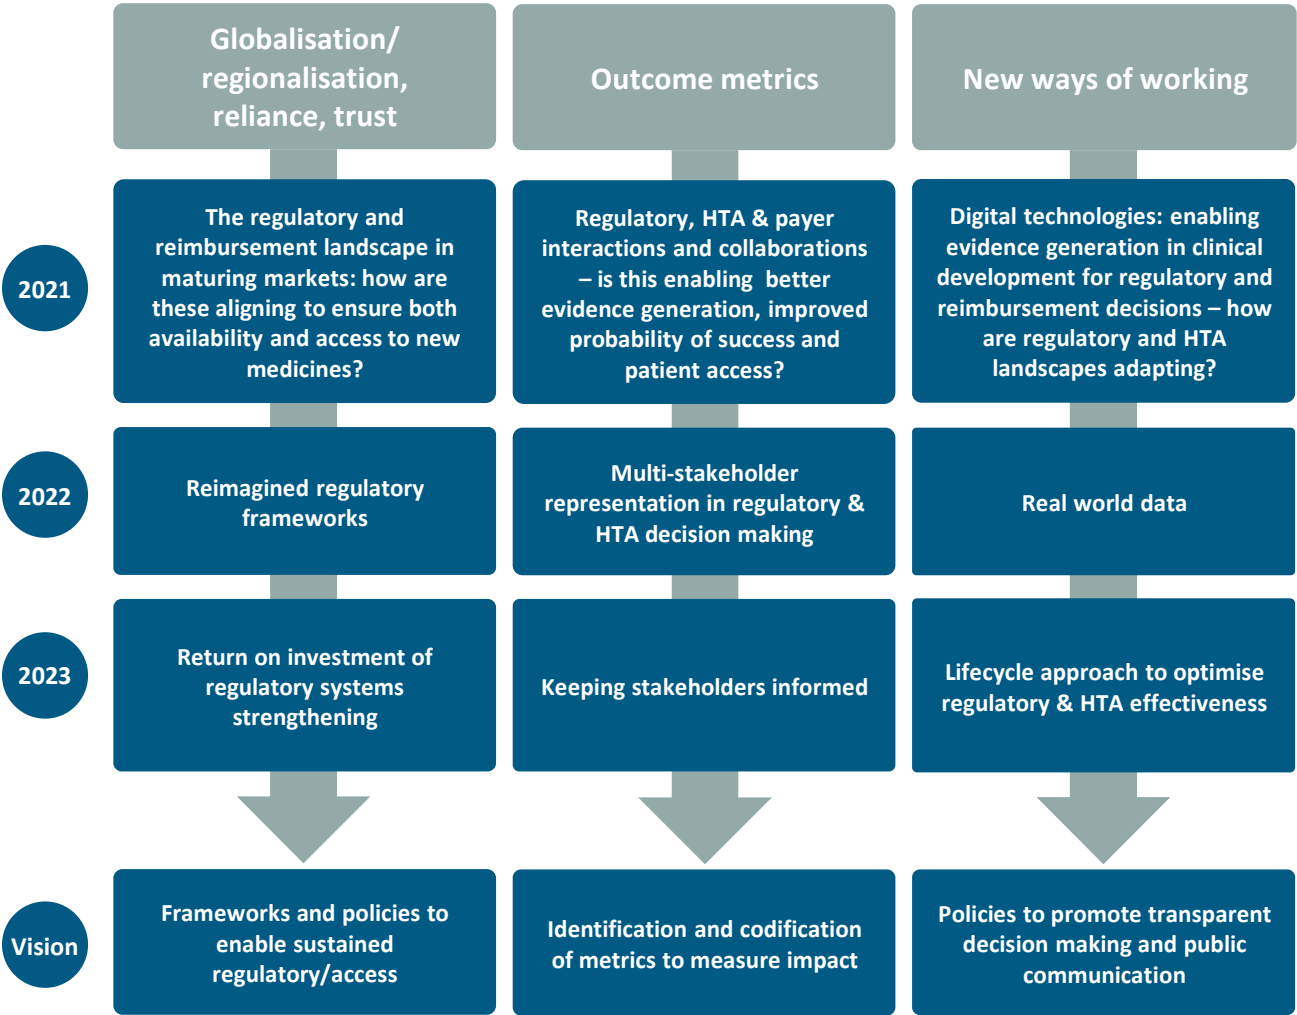 Globalisation/
regionalisation,
reliance, trust
Outcome metrics
New ways of working
2021
The regulatory and
reimbursement landscape in
maturing markets: how are
these aligning to ensure both
availability and access to new
medicines?
Regulatory, HTA & payer
interactions and collaborations
– is this enabling better
evidence generation, improved
probability of success and
patient access?
Digital technologies: enabling
evidence generation in clinical
development for regulatory and
reimbursement decisions – how
are regulatory and HTA
landscapes adapting?
2022
Reimagined regulatory
frameworks
Multi-stakeholder
representation in regulatory &
HTA decision making
Real world data
2023
Return on investment of
regulatory systems
strengthening
Keeping stakeholders informed
Lifecycle approach to optimise
regulatory & HTA effectiveness
Vision
Frameworks and policies to
enable sustained
regulatory/access
Identification and codification
of metrics to measure impact
Policies to promote transparent
decision making and public
communication